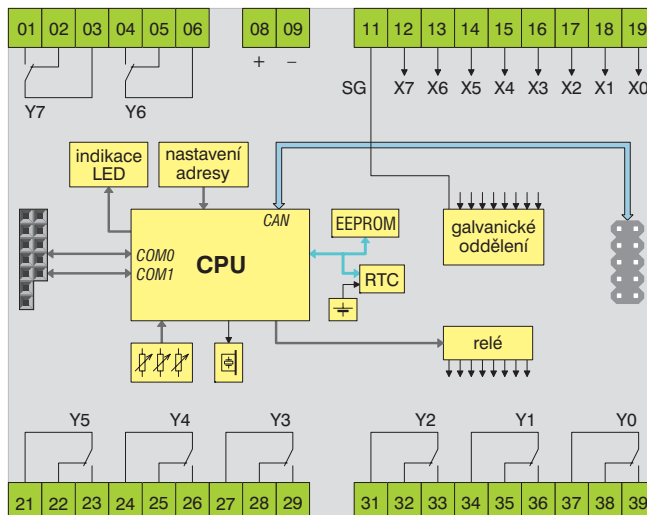 01 02 03 04 05 06 08 09 11 12 13 14 15 16 17 18 19
+ −
SG X7 X6 X5 X4 X3 X2 X1 X0
Y7 Y6
indikace
LED
nastavení
adresy
CAN
EEPROM
galvanické
oddělení
COM0
COM1
CPU
RTC
relé
Y5 Y4 Y3 Y2 Y1 Y0
21 22 23 24 25 26 27 28 29 31 32 33 34 35 36 37 38 39